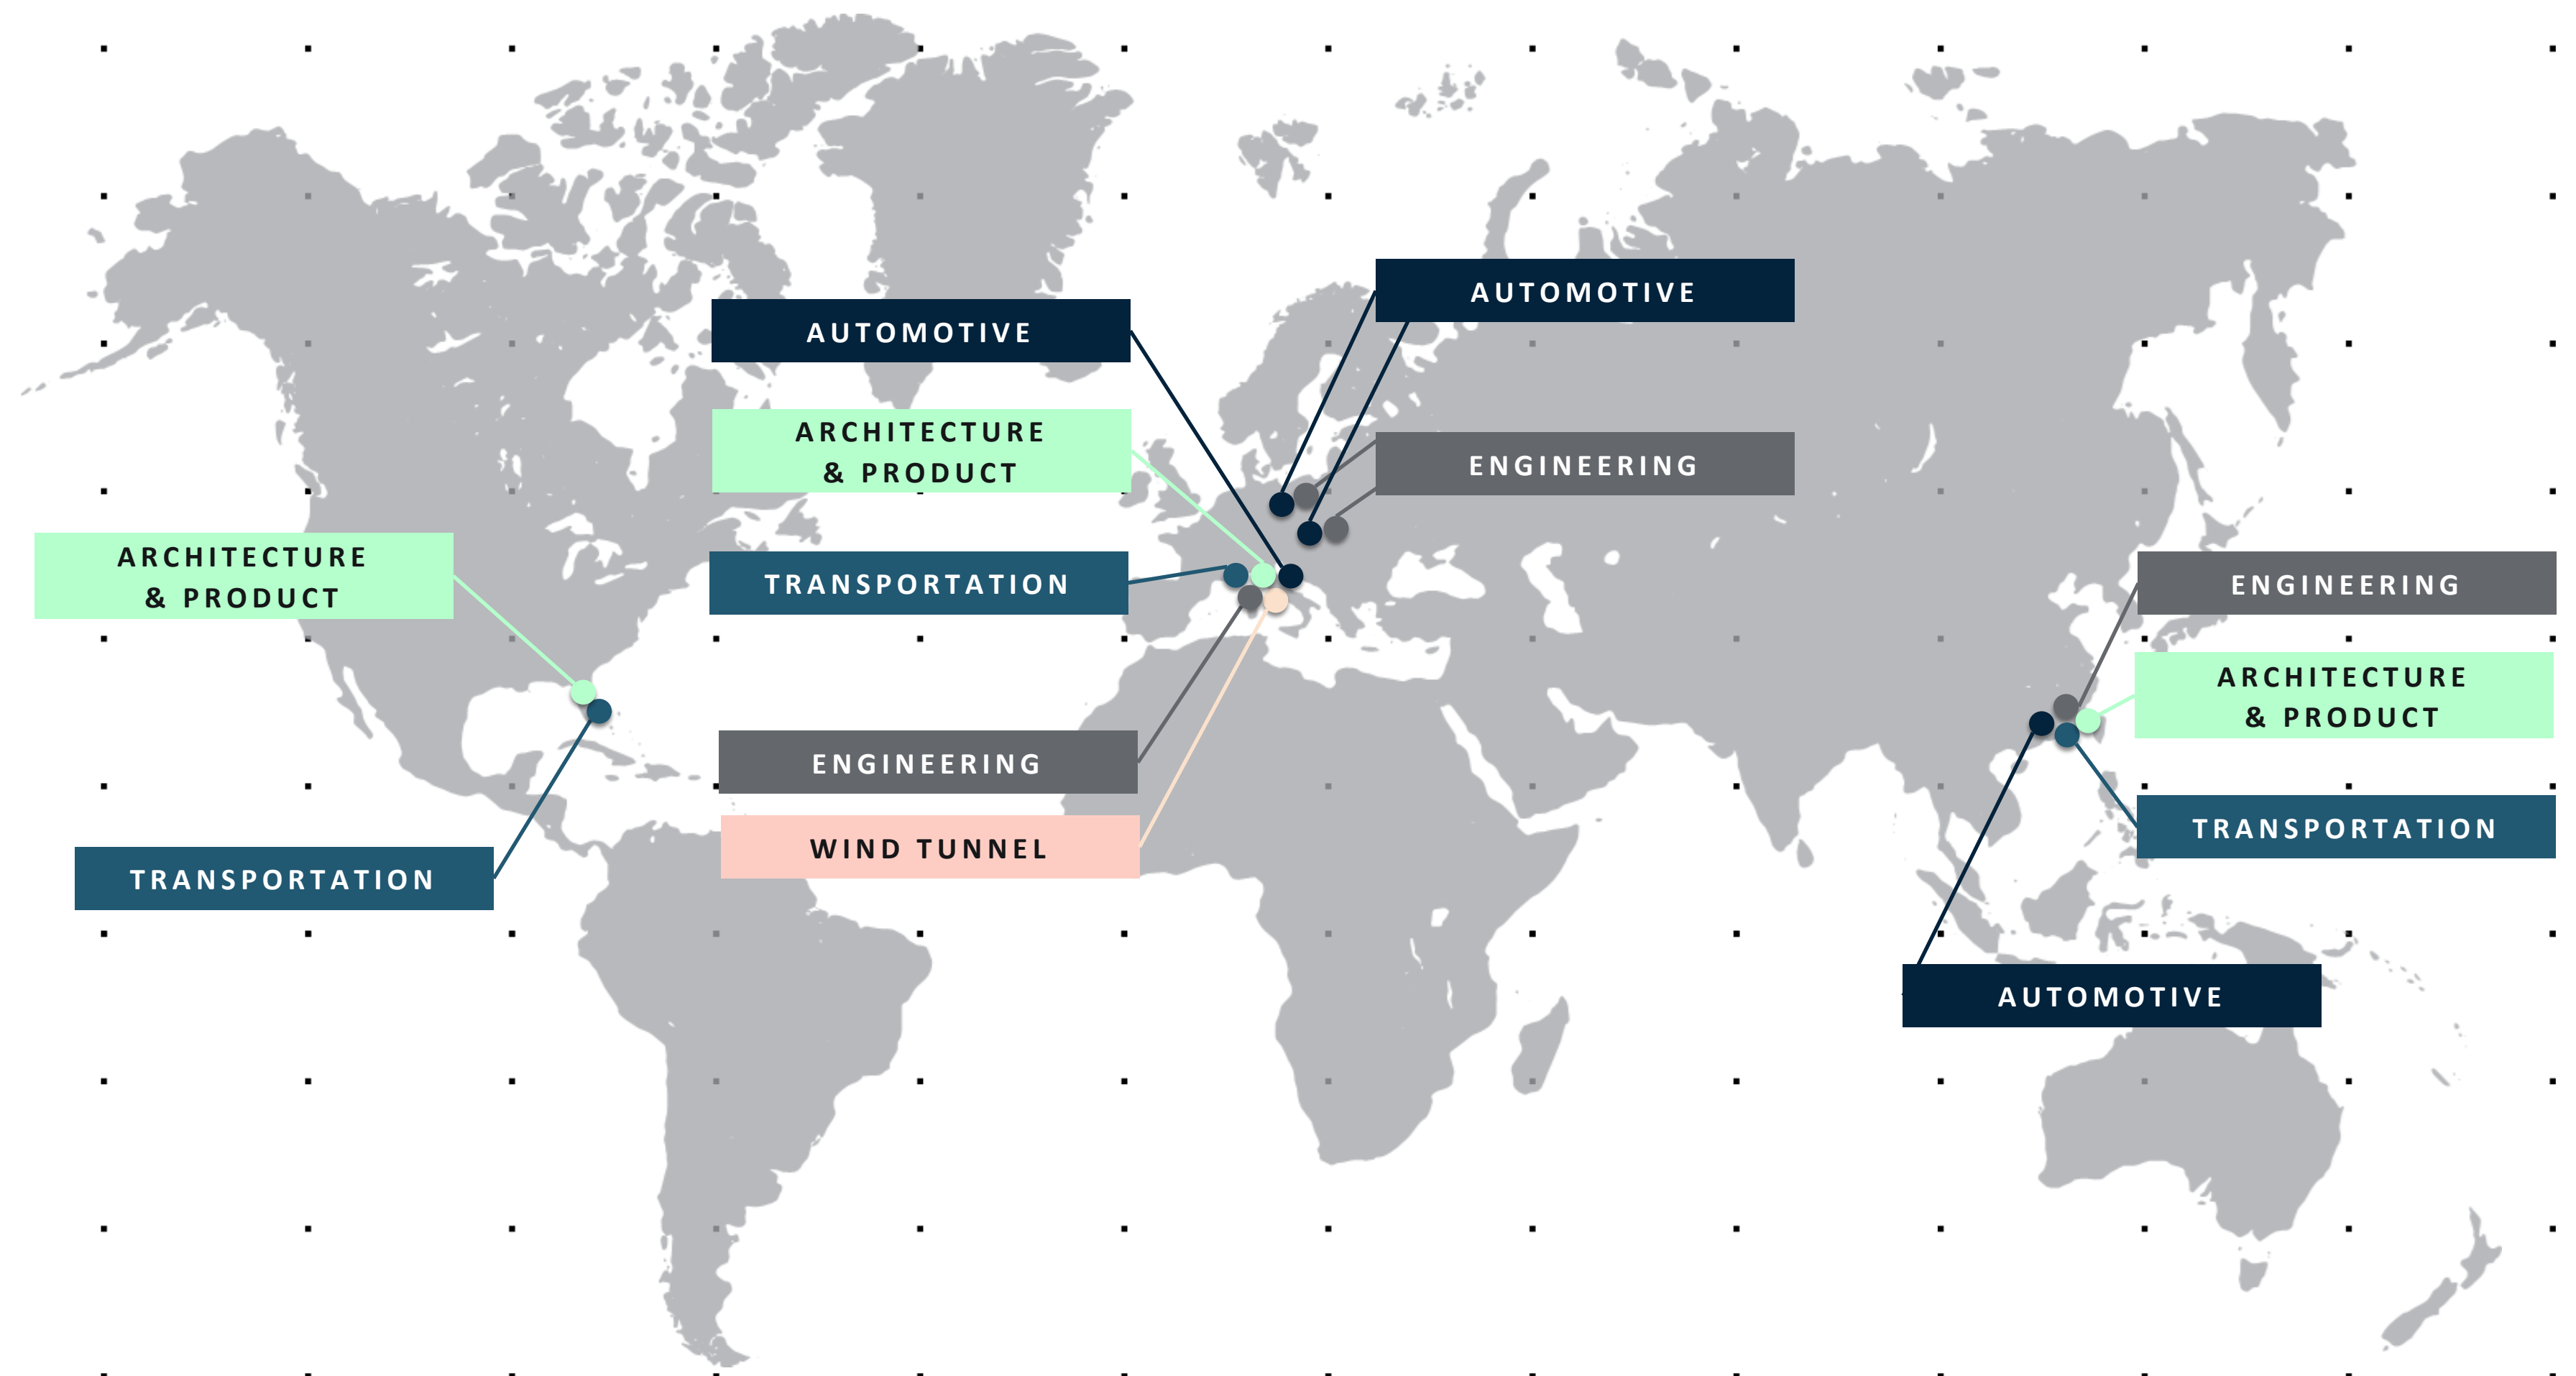 AUTOMOTIVE
AUTOMOTIVE
ARCHITECTURE
& PRODUCT
ENGINEERING
ARCHITECTURE
& PRODUCT
TRANSPORTATION
ENGINEERING
ARCHITECTURE
& PRODUCT
ENGINEERING
WIND TUNNEL
TRANSPORTATION
TRANSPORTATION
AUTOMOTIVE